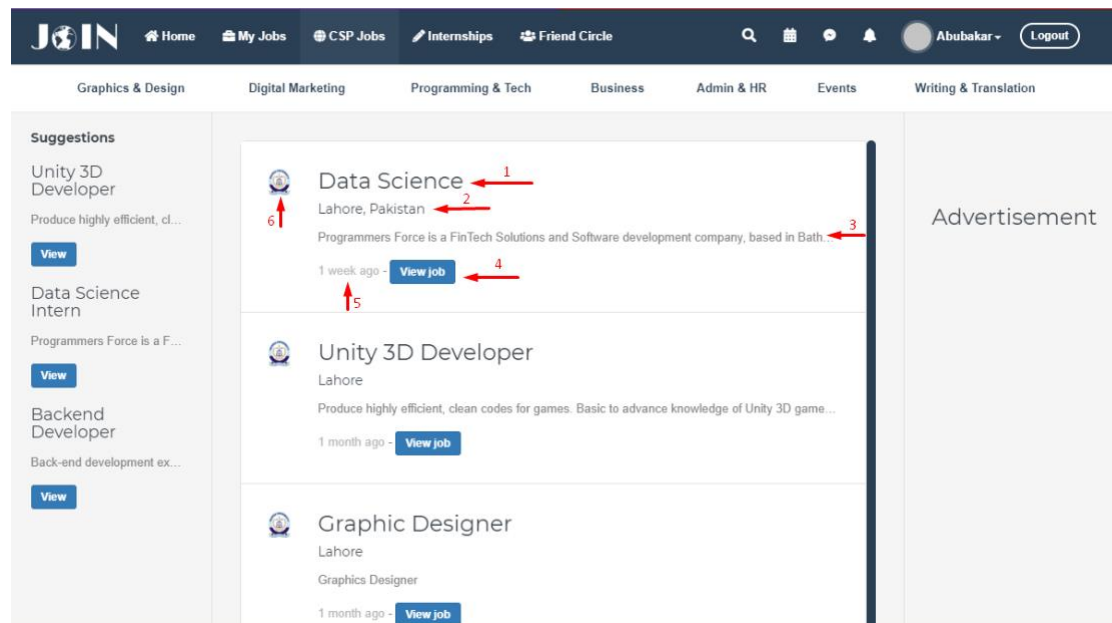 JOIN Home My Jobs CSP Jobs Internships Friend Circle Abubakar Logout
Graphics & Design Digital Marketing Programming & Tech Business Admin & HR Events Writing & Translation
Suggestions
Unity 3D
Developer
Produce highly efficient, cl...
View
Data Science
Intern
Programmers Force is a F...
View
Backend
Developer
Back-end development ex...
View
Data Science 1
Lahore, Pakistan 2
6
Programmers Force is a FinTech Solutions and Software development company, based in Bath... 3
1 week ago - View job 4
5
Unity 3D Developer
Lahore
Produce highly efficient, clean codes for games. Basic to advance knowledge of Unity 3D game...
1 month ago - View job
Graphic Designer
Lahore
Graphics Designer
1 month ago - View job
Advertisement